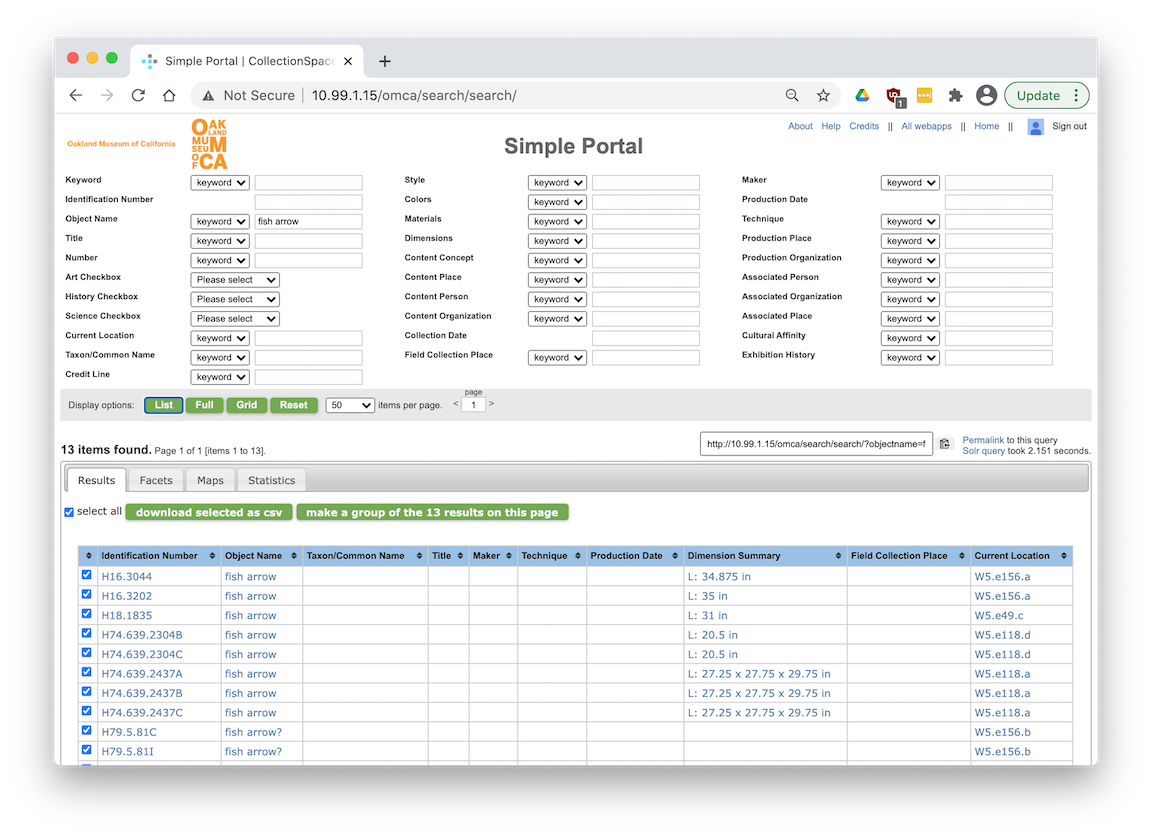 Simple Portal | CollectionSpace
Not Secure | 10.99.1.15/omca/search/search/
1
Update
Oakland Museum of California
OAKLAND MUSEUM OF CA
Simple Portal
About Help Credits || All webapps || Home || Sign out
Keyword keyword Style keyword Maker keyword
Identification Number Colors keyword Production Date
Object Name keyword fish arrow Materials keyword Technique keyword
Title keyword Dimensions keyword Production Place keyword
Number keyword Content Concept keyword Production Organization keyword
Art Checkbox Please select Content Place keyword Associated Person keyword
History Checkbox Please select Content Person keyword Associated Organization keyword
Science Checkbox Please select Content Organization keyword Associated Place keyword
Current Location keyword Collection Date Cultural Affinity keyword
Taxon/Common Name keyword Field Collection Place keyword Exhibition History keyword
Credit Line keyword
Display options: List Full Grid Reset 50 items per page. page < 1 >
13 items found. Page 1 of 1 [items 1 to 13].
http://10.99.1.15/omca/search/search/?objectname=f
Permalink to this query
Solr query took 2.151 seconds.
Results Facets Maps Statistics
select all download selected as csv make a group of the 13 results on this page
Identification Number Object Name Taxon/Common Name Title Maker Technique Production Date Dimension Summary Field Collection Place Current Location
H16.3044 fish arrow L: 34.875 in W5.e156.a
H16.3202 fish arrow L: 35 in W5.e156.a
H18.1835 fish arrow L: 31 in W5.e49.c
H74.639.2304B fish arrow L: 20.5 in W5.e118.d
H74.639.2304C fish arrow L: 20.5 in W5.e118.d
H74.639.2437A fish arrow L: 27.25 x 27.75 x 29.75 in W5.e118.a
H74.639.2437B fish arrow L: 27.25 x 27.75 x 29.75 in W5.e118.a
H74.639.2437C fish arrow L: 27.25 x 27.75 x 29.75 in W5.e118.a
H79.5.81C fish arrow? W5.e156.b
H79.5.81I fish arrow? W5.e156.b